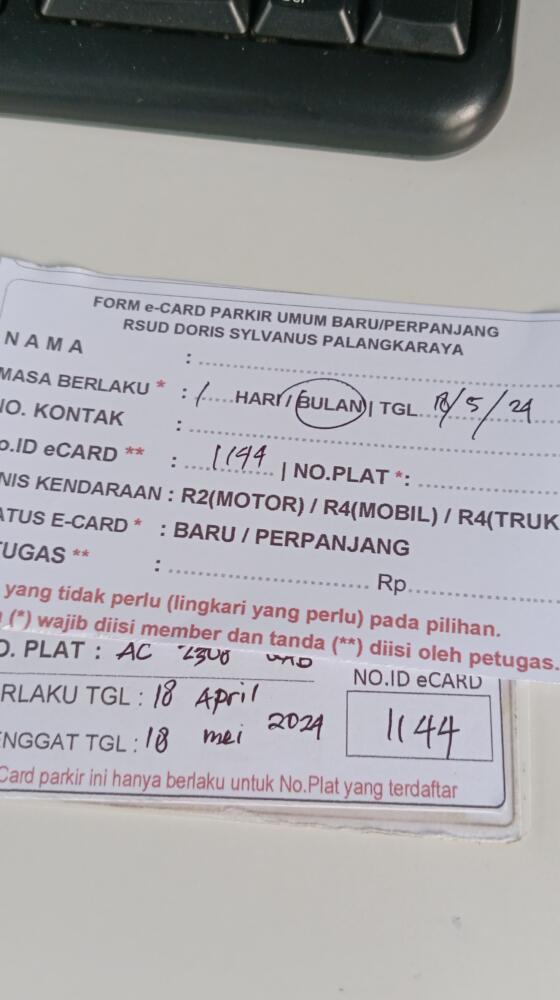 FORM e-CARD PARKIR UMUM BARU/PERPANJANG
RSUD DORIS SYLVANUS PALANGKARAYA
NAMA :
MASA BERLAKU * : 1 HARI / BULAN | TGL 18/5/24
NO. KONTAK :
o.ID eCARD ** : 1144 | NO.PLAT *:
NIS KENDARAAN : R2(MOTOR) / R4(MOBIL) / R4(TRUK
ATUS E-CARD * : BARU / PERPANJANG
TUGAS ** : Rp.
yang tidak perlu (lingkari yang perlu) pada pilihan.
(*) wajib diisi member dan tanda (**) diisi oleh petugas.
O. PLAT : AC 2308
NO.ID eCARD
RLAKU TGL : 18 April
1144
NGGAT TGL : 18 mei 2024
Card parkir ini hanya berlaku untuk No.Plat yang terdaftar